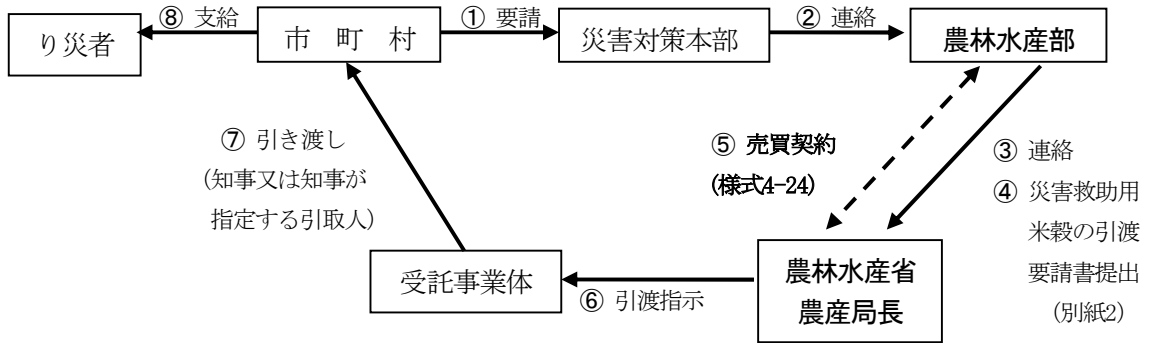 ⑧ 支給
① 要請
② 連絡
り災者
市　町　村
災害対策本部
農林水産部
⑦ 引き渡し
(知事又は知事が
指定する引取人)
⑤ 売買契約
(様式4-24)
③ 連絡
④ 災害救助用
米穀の引渡
要請書提出
(別紙2)
受託事業体
⑥ 引渡指示
農林水産省
農産局長